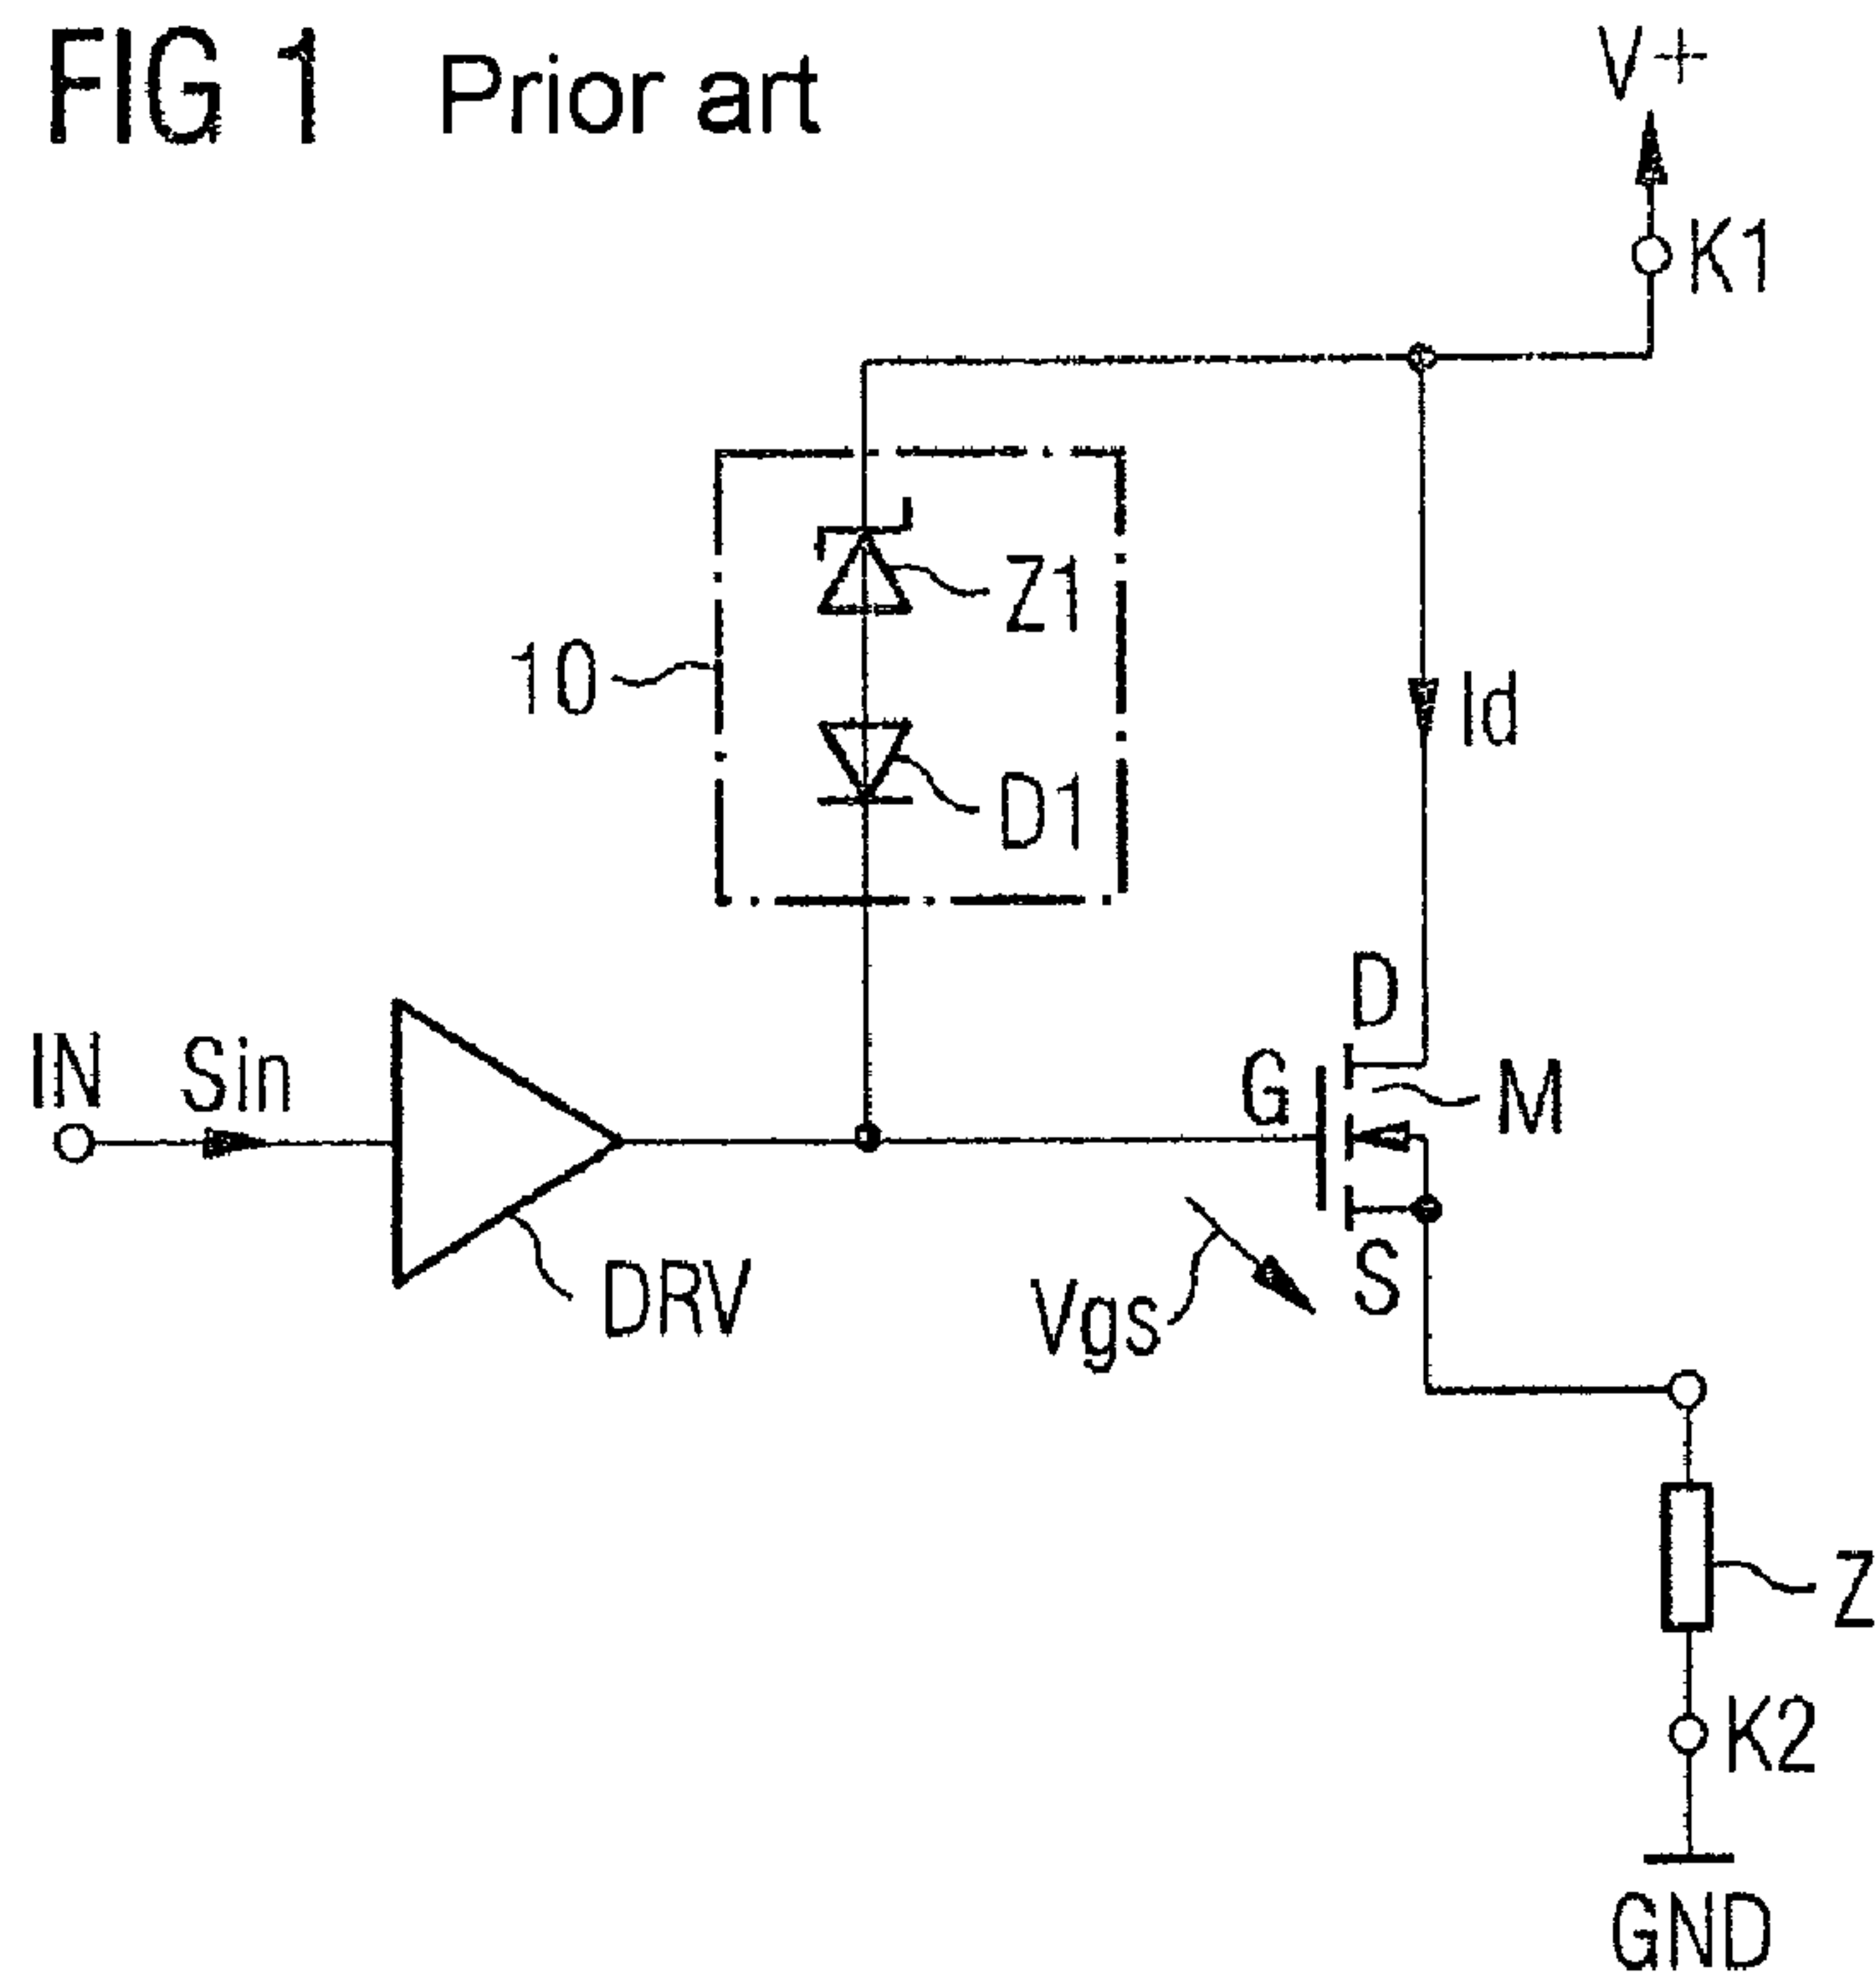 FIG 1 Prior art
V+
K1
Z1
10
Id
D1
D
IN Sin
G
M
DRV
Vgs
S
Z
K2
GND